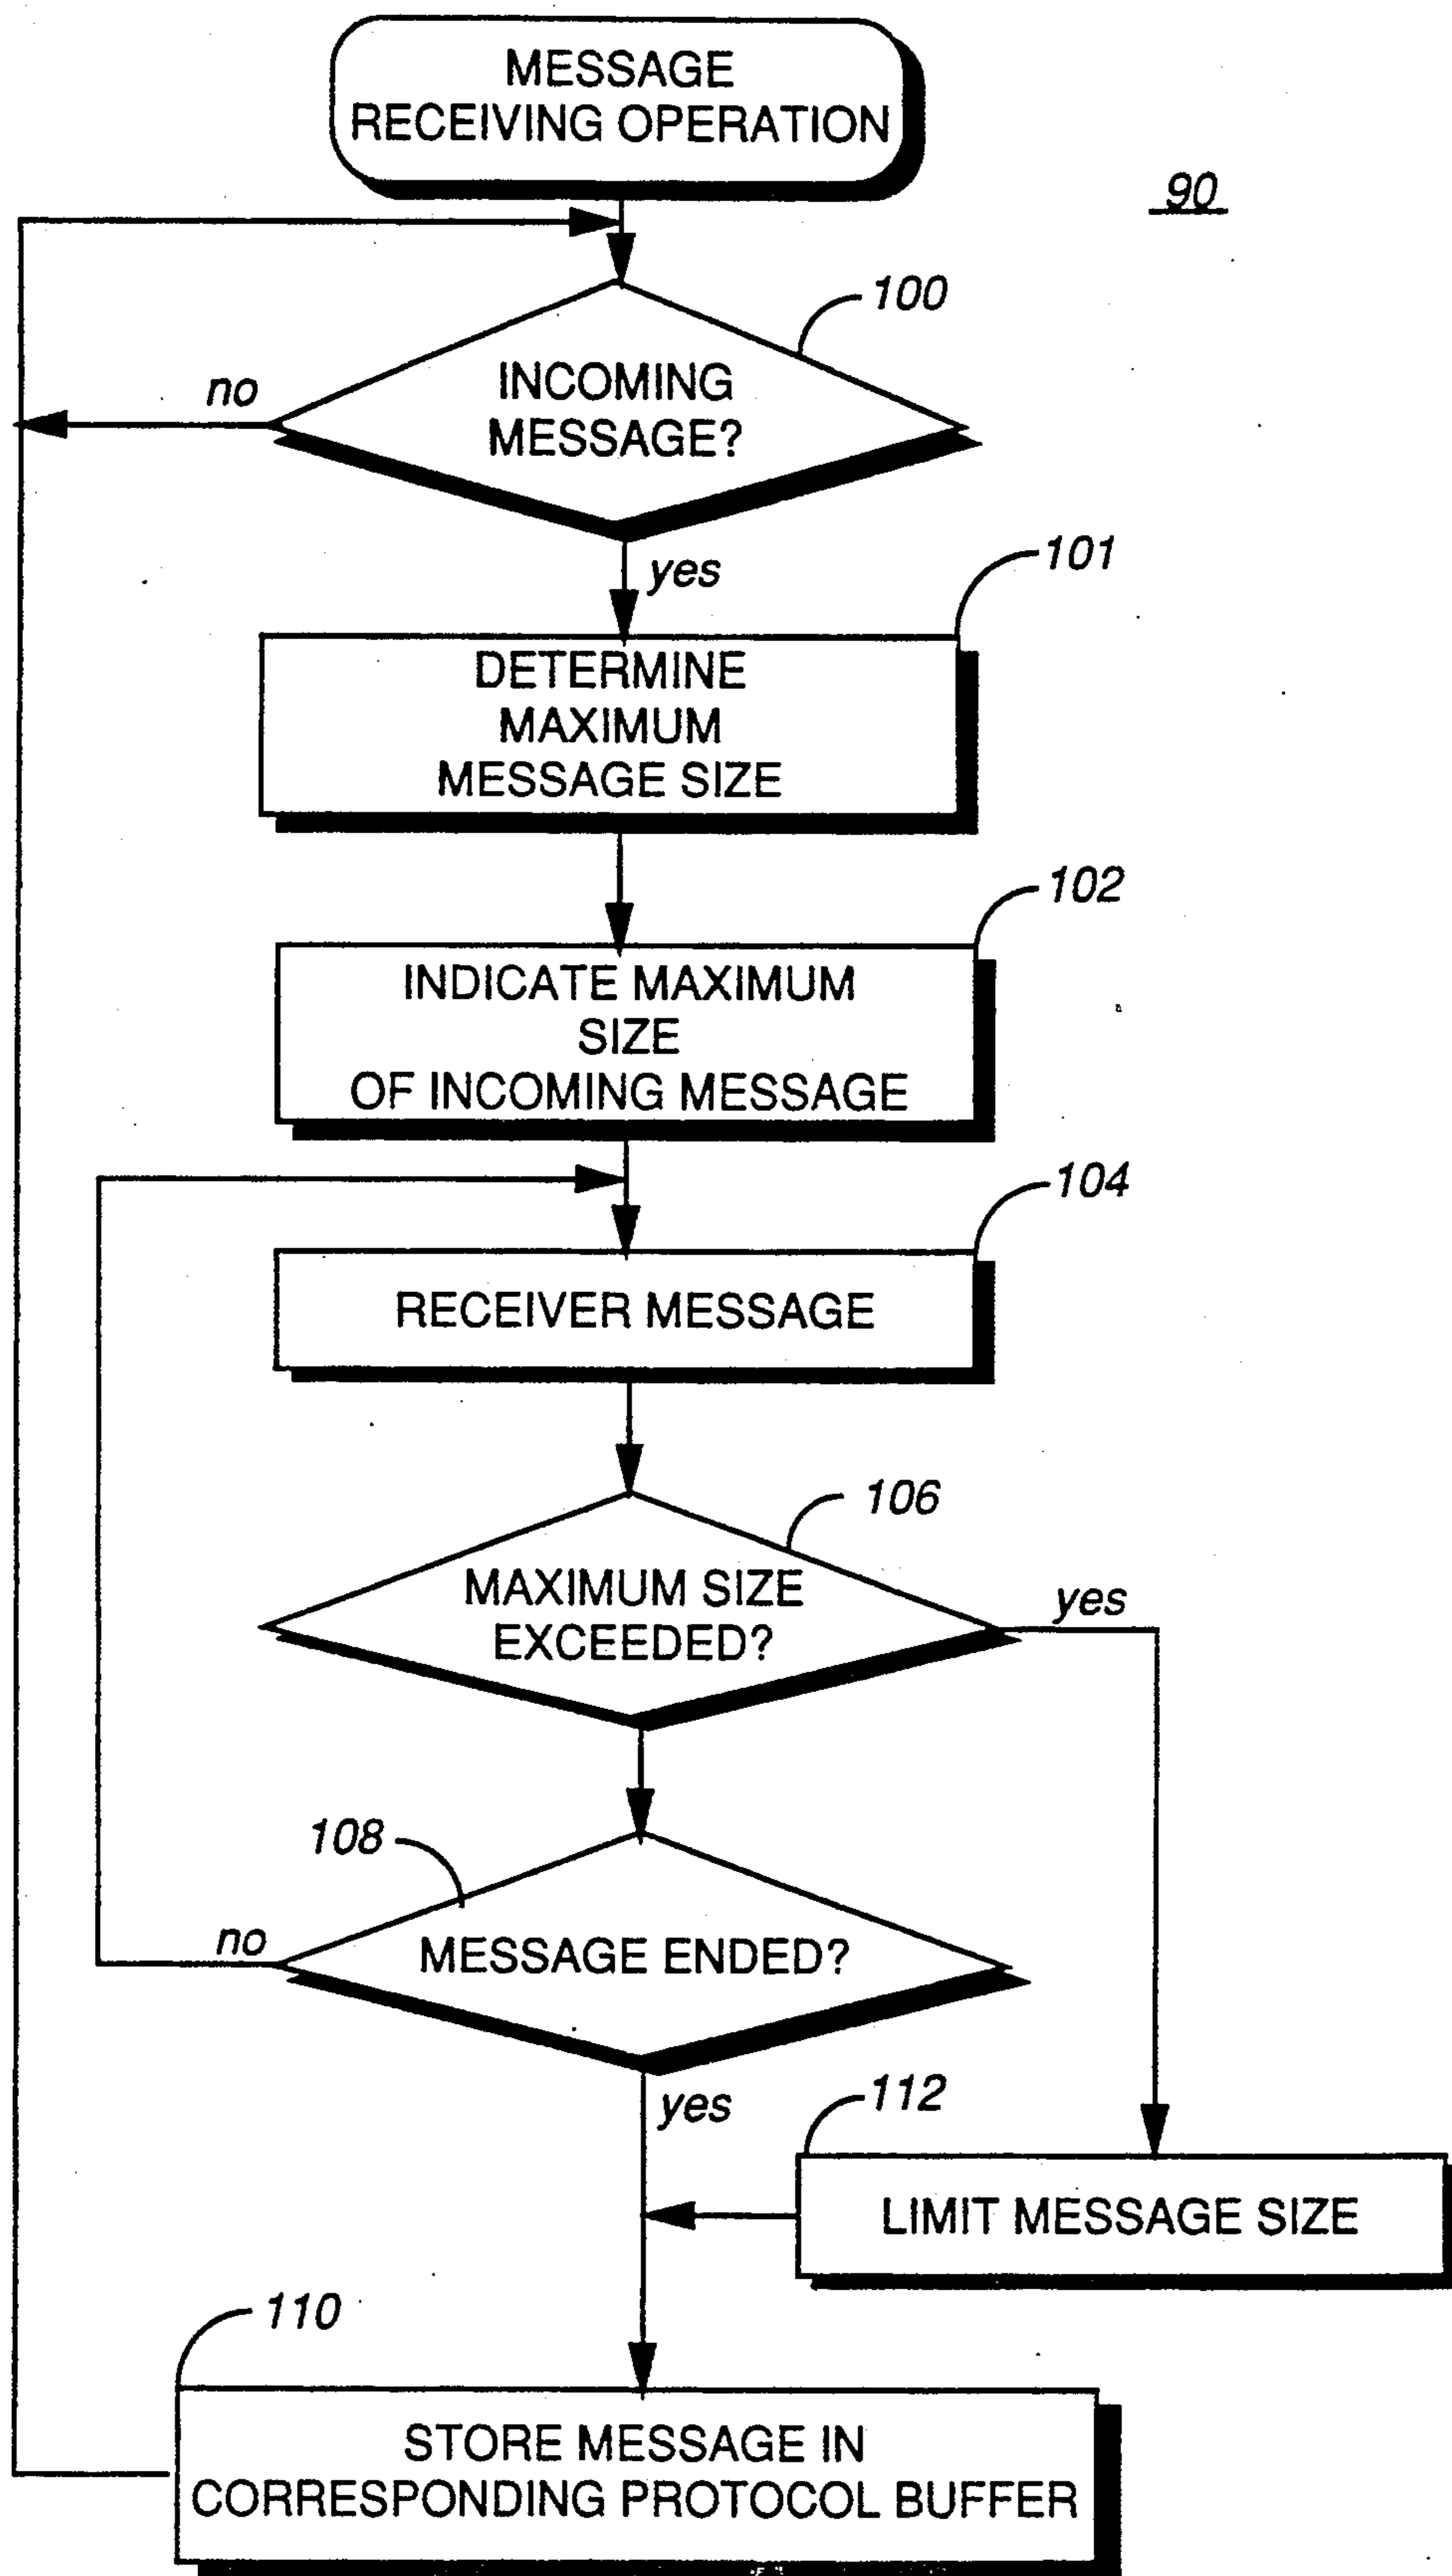 MESSAGE
RECEIVING OPERATION
90
100
INCOMING
MESSAGE?
no
yes
101
DETERMINE
MAXIMUM
MESSAGE SIZE
102
INDICATE MAXIMUM
SIZE
OF INCOMING MESSAGE
104
RECEIVER MESSAGE
106
MAXIMUM SIZE
EXCEEDED?
yes
108
MESSAGE ENDED?
no
yes
112
LIMIT MESSAGE SIZE
110
STORE MESSAGE IN
CORRESPONDING PROTOCOL BUFFER